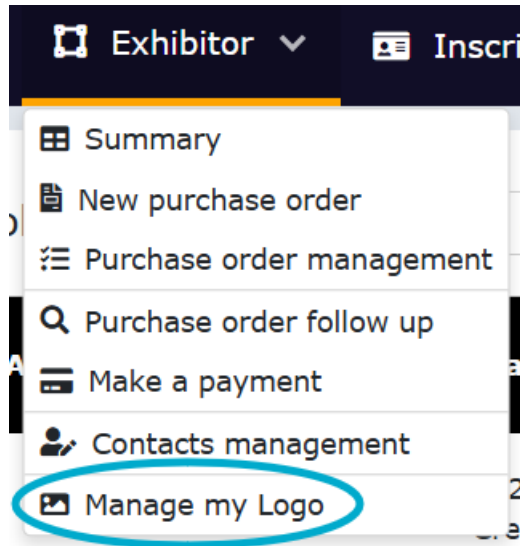 Exhibitor
Summary
New purchase order
Purchase order management
Purchase order follow up
Make a payment
Contacts management
Manage my Logo